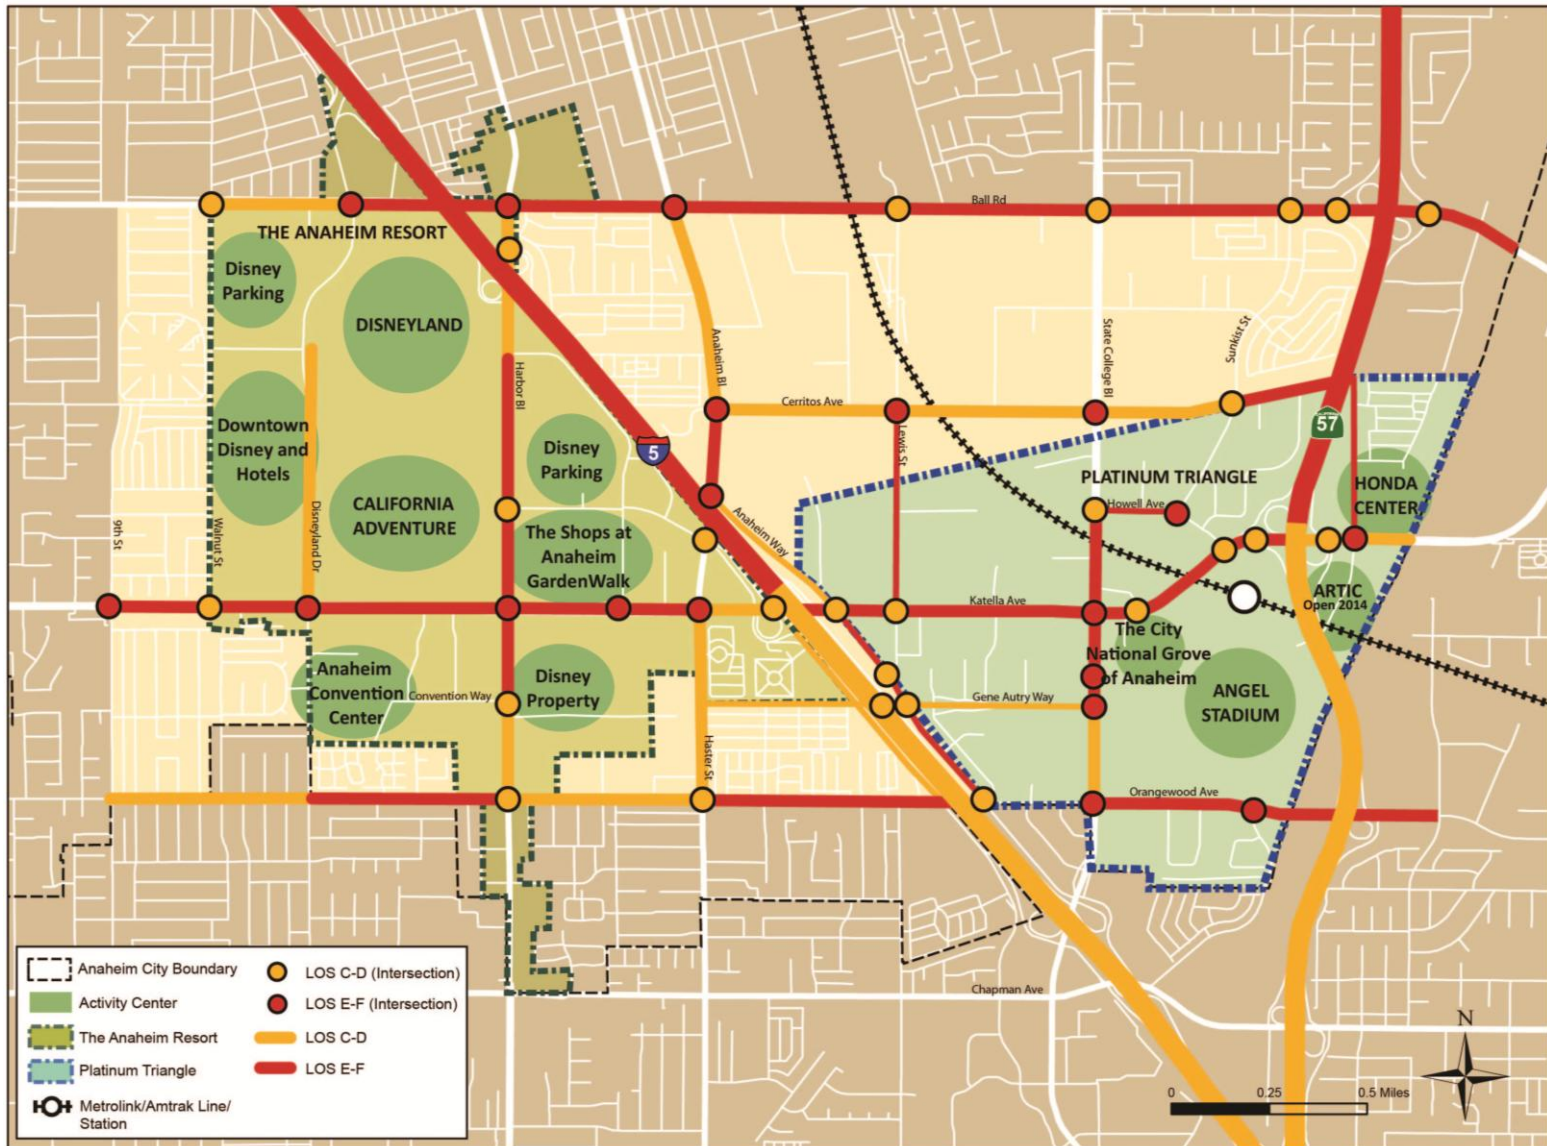 Ball Rd
THE ANAHEIM RESORT
Disney
Parking
DISNEYLAND
Harbor Bl
Anaheim Bl
State College Bl
Sunkist St
Cerritos Ave
Lewis St
57
5
Downtown
Disney and
Hotels
Disney
Parking
PLATINUM TRIANGLE
HONDA
CENTER
CALIFORNIA
ADVENTURE
Howell Ave
9th St
Walnut St
Disneyland Dr
The Shops at
Anaheim
GardenWalk
Anaheim Way
Katella Ave
ARTIC
Open 2014
The City
National Grove
of Anaheim
Anaheim
Convention
Center
Convention Way
Disney
Property
Gene Autry Way
ANGEL
STADIUM
Haster St
Orangewood Ave
Chapman Ave
Anaheim City Boundary
Activity Center
The Anaheim Resort
Platinum Triangle
Metrolink/Amtrak Line/
Station
LOS C-D (Intersection)
LOS E-F (Intersection)
LOS C-D
LOS E-F
N
0 0.25 0.5 Miles